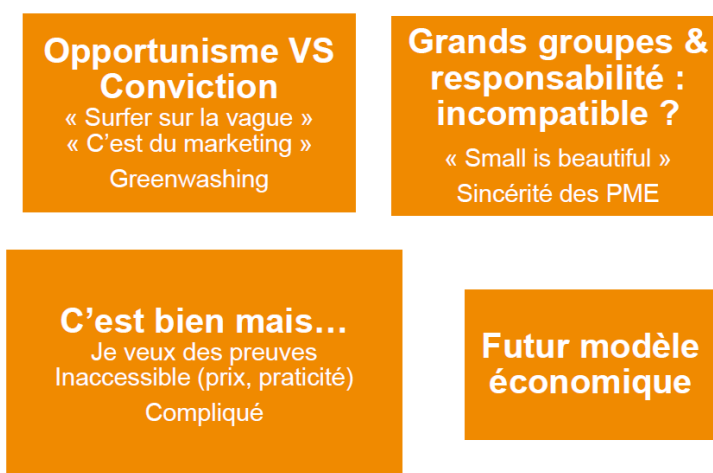 Opportunisme VS
Conviction
« Surfer sur la vague »
« C'est du marketing »
Greenwashing
Grands groupes &
responsabilité :
incompatible ?
« Small is beautiful »
Sincérité des PME
C'est bien mais…
Je veux des preuves
Inaccessible (prix, praticité)
Compliqué
Futur modèle
économique